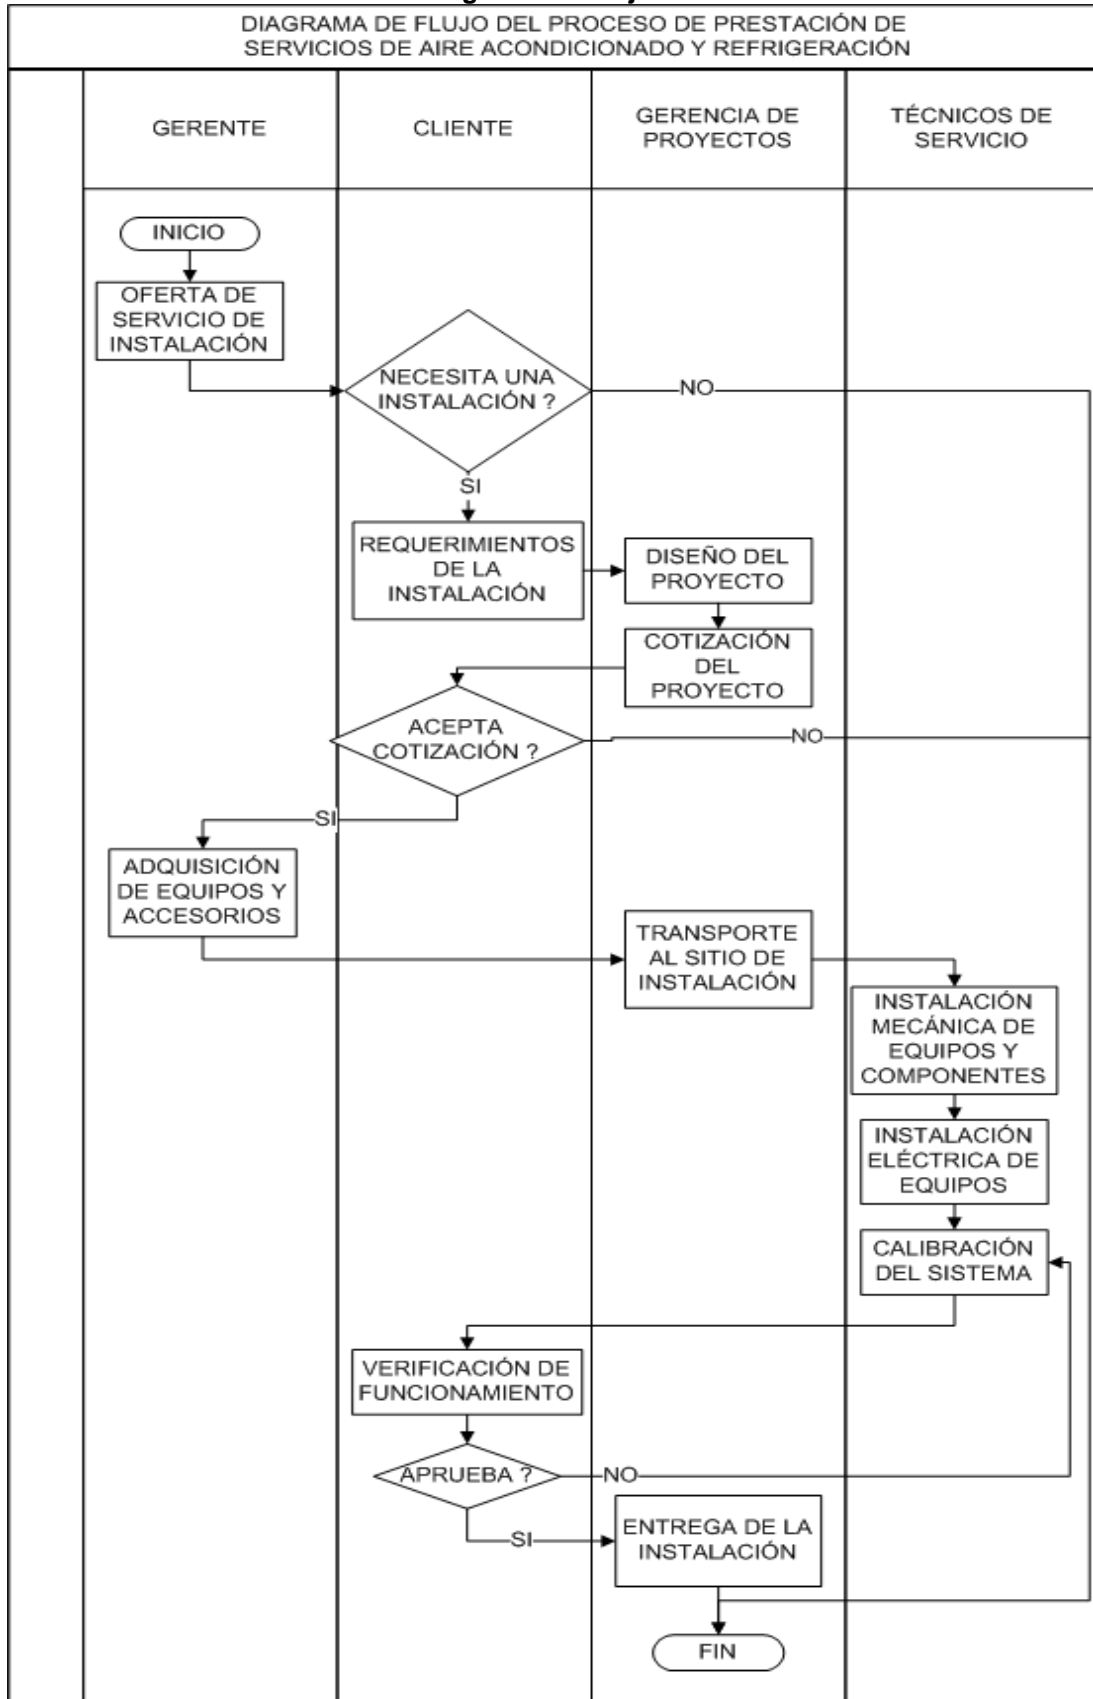 DIAGRAMA DE FLUJO DEL PROCESO DE PRESTACIÓN DE
SERVICIOS DE AIRE ACONDICIONADO Y REFRIGERACIÓN
GERENTE
CLIENTE
GERENCIA DE
PROYECTOS
TÉCNICOS DE
SERVICIO
INICIO
OFERTA DE
SERVICIO DE
INSTALACIÓN
NECESITA UNA
INSTALACIÓN ?
NO
SI
REQUERIMIENTOS
DE LA
INSTALACIÓN
DISEÑO DEL
PROYECTO
COTIZACIÓN
DEL
PROYECTO
ACEPTA
COTIZACIÓN ?
NO
SI
ADQUISICIÓN
DE EQUIPOS Y
ACCESORIOS
TRANSPORTE
AL SITIO DE
INSTALACIÓN
INSTALACIÓN
MECÁNICA DE
EQUIPOS Y
COMPONENTES
INSTALACIÓN
ELÉCTRICA DE
EQUIPOS
CALIBRACIÓN
DEL SISTEMA
VERIFICACIÓN DE
FUNCIONAMIENTO
APRUEBA ?
NO
SI
ENTREGA DE LA
INSTALACIÓN
FIN